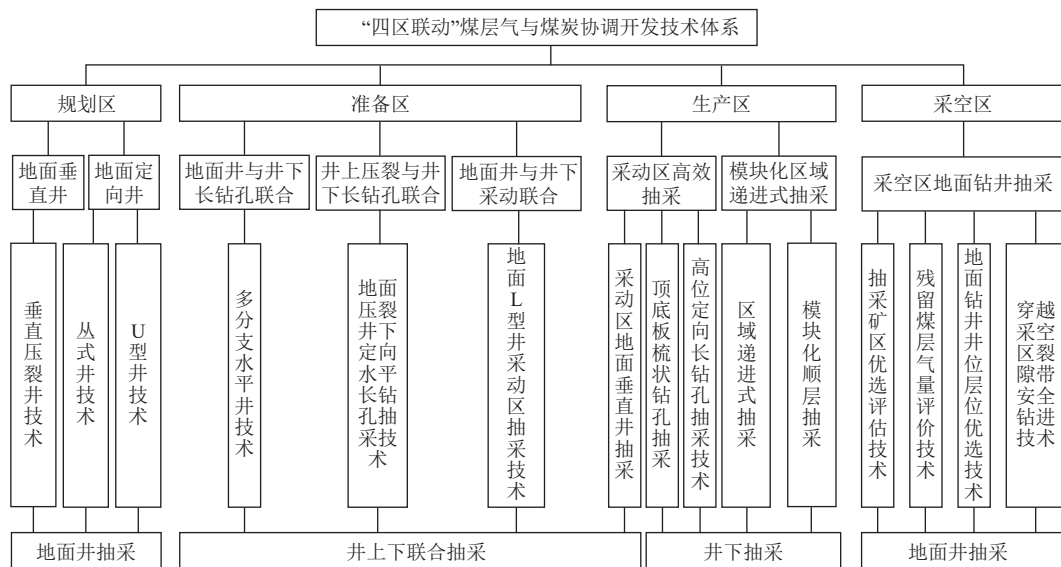 “四区联动”煤层气与煤炭协调开发技术体系
规划区
准备区
生产区
采空区
地面垂
直井
地面定
向井
地面井与井下
长钻孔联合
井上压裂与井
下长钻孔联合
地面井与井下
采动联合
采动区高效
抽采
模块化区域
递进式抽采
采空区地面钻井抽采
垂直压裂井技术
丛式井技术
U型井技术
多分支水平井技术
地面压裂井下定向水平长钻孔抽采技术
地面L型井采动区抽采技术
采动区地面垂直井抽采
顶底板梳状钻孔抽采
高位定向长钻孔抽采技术
区域递进式抽采
模块化顺层抽采
抽采矿区优选评估技术
残留煤层气量评价技术
地面钻井井位层位优选技术
穿越采空区裂隙带安全钻进技术
地面井抽采
井上下联合抽采
井下抽采
地面井抽采